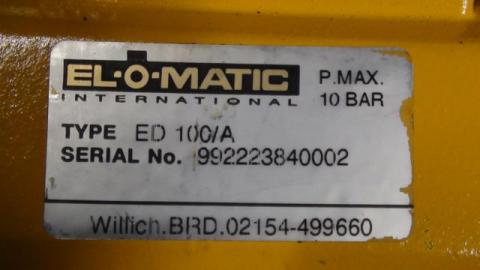 EL-O-MATIC
INTERNATIONAL
P.MAX.
10 BAR
TYPE ED 100/A
SERIAL No. 992223840002
Willich.BRD.02154-499660